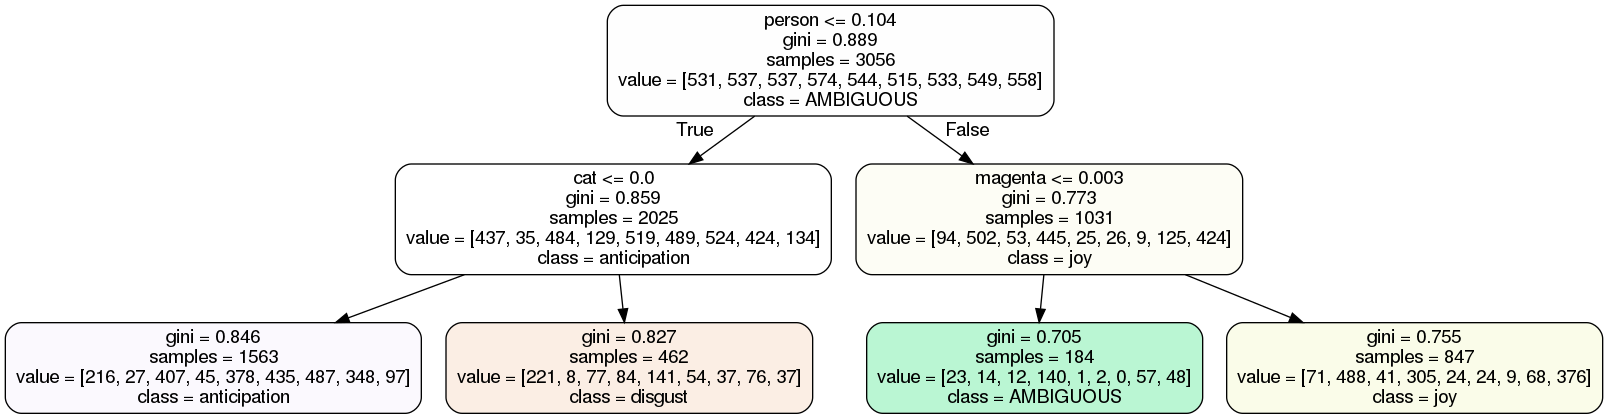 person <= 0.104
gini = 0.889
samples = 3056
value = [531, 537, 537, 574, 544, 515, 533, 549, 558]
class = AMBIGUOUS
True
False
cat <= 0.0
gini = 0.859
samples = 2025
value = [437, 35, 484, 129, 519, 489, 524, 424, 134]
class = anticipation
magenta <= 0.003
gini = 0.773
samples = 1031
value = [94, 502, 53, 445, 25, 26, 9, 125, 424]
class = joy
gini = 0.846
samples = 1563
value = [216, 27, 407, 45, 378, 435, 487, 348, 97]
class = anticipation
gini = 0.827
samples = 462
value = [221, 8, 77, 84, 141, 54, 37, 76, 37]
class = disgust
gini = 0.705
samples = 184
value = [23, 14, 12, 140, 1, 2, 0, 57, 48]
class = AMBIGUOUS
gini = 0.755
samples = 847
value = [71, 488, 41, 305, 24, 24, 9, 68, 376]
class = joy